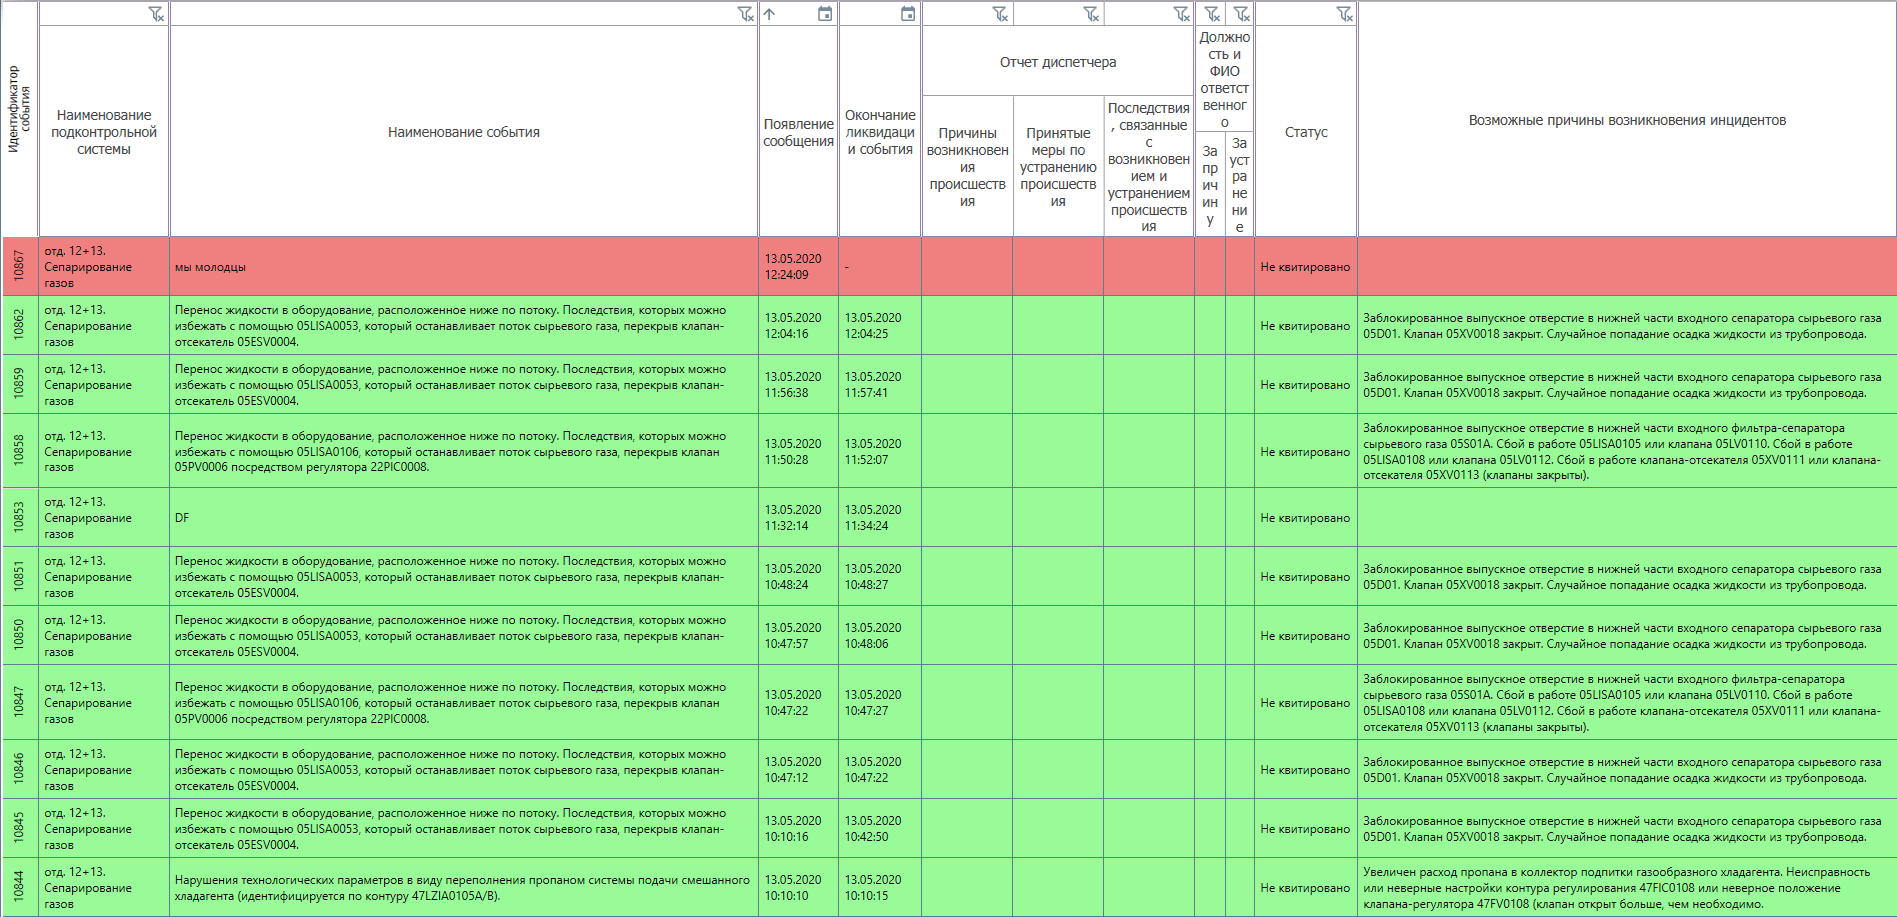 Идентификатор
события
Наименование
подконтрольной
системы
Наименование события
Появление
сообщения
Окончание
ликвидаци
и события
Отчет диспетчера
Причины
возникновен
ия
происшеств
ия
Принятые
меры по
устранению
происшеств
ия
Последствия
, связанные
с
возникновен
ием и
устранением
происшеств
ия
Должно
сть и
ФИО
ответст
венног
о
За
пр
ич
ин
у
За
уст
ра
не
ни
е
Статус
Возможные причины возникновения инцидентов
10867
отд. 12+13.
Сепарирование
газов
мы молодцы
13.05.2020
12:24:09
-
Не квитировано
10862
отд. 12+13.
Сепарирование
газов
Перенос жидкости в оборудование, расположенное ниже по потоку. Последствия, которых можно
избежать с помощью 05LISA0053, который останавливает поток сырьевого газа, перекрыв клапан-
отсекатель 05ESV0004.
13.05.2020
12:04:16
13.05.2020
12:04:25
Не квитировано
Заблокированное выпускное отверстие в нижней части входного сепаратора сырьевого газа
05D01. Клапан 05XV0018 закрыт. Случайное попадание осадка жидкости из трубопровода.
10859
отд. 12+13.
Сепарирование
газов
Перенос жидкости в оборудование, расположенное ниже по потоку. Последствия, которых можно
избежать с помощью 05LISA0053, который останавливает поток сырьевого газа, перекрыв клапан-
отсекатель 05ESV0004.
13.05.2020
11:56:38
13.05.2020
11:57:41
Не квитировано
Заблокированное выпускное отверстие в нижней части входного сепаратора сырьевого газа
05D01. Клапан 05XV0018 закрыт. Случайное попадание осадка жидкости из трубопровода.
10858
отд. 12+13.
Сепарирование
газов
Перенос жидкости в оборудование, расположенное ниже по потоку. Последствия, которых можно
избежать с помощью 05LISA0106, который останавливает поток сырьевого газа, перекрыв клапан
05PV0006 посредством регулятора 22PIC0008.
13.05.2020
11:50:28
13.05.2020
11:52:07
Не квитировано
Заблокированное выпускное отверстие в нижней части входного фильтра-сепаратора
сырьевого газа 05S01A. Сбой в работе 05LISA0105 или клапана 05LV0110. Сбой в работе
05LISA0108 или клапана 05LV0112. Сбой в работе клапана-отсекателя 05XV0111 или клапана-
отсекателя 05XV0113 (клапаны закрыты).
10853
отд. 12+13.
Сепарирование
газов
DF
13.05.2020
11:32:14
13.05.2020
11:34:24
Не квитировано
10851
отд. 12+13.
Сепарирование
газов
Перенос жидкости в оборудование, расположенное ниже по потоку. Последствия, которых можно
избежать с помощью 05LISA0053, который останавливает поток сырьевого газа, перекрыв клапан-
отсекатель 05ESV0004.
13.05.2020
10:48:24
13.05.2020
10:48:27
Не квитировано
Заблокированное выпускное отверстие в нижней части входного сепаратора сырьевого газа
05D01. Клапан 05XV0018 закрыт. Случайное попадание осадка жидкости из трубопровода.
10850
отд. 12+13.
Сепарирование
газов
Перенос жидкости в оборудование, расположенное ниже по потоку. Последствия, которых можно
избежать с помощью 05LISA0053, который останавливает поток сырьевого газа, перекрыв клапан-
отсекатель 05ESV0004.
13.05.2020
10:47:57
13.05.2020
10:48:06
Не квитировано
Заблокированное выпускное отверстие в нижней части входного сепаратора сырьевого газа
05D01. Клапан 05XV0018 закрыт. Случайное попадание осадка жидкости из трубопровода.
10847
отд. 12+13.
Сепарирование
газов
Перенос жидкости в оборудование, расположенное ниже по потоку. Последствия, которых можно
избежать с помощью 05LISA0106, который останавливает поток сырьевого газа, перекрыв клапан
05PV0006 посредством регулятора 22PIC0008.
13.05.2020
10:47:22
13.05.2020
10:47:27
Не квитировано
Заблокированное выпускное отверстие в нижней части входного фильтра-сепаратора
сырьевого газа 05S01A. Сбой в работе 05LISA0105 или клапана 05LV0110. Сбой в работе
05LISA0108 или клапана 05LV0112. Сбой в работе клапана-отсекателя 05XV0111 или клапана-
отсекателя 05XV0113 (клапаны закрыты).
10846
отд. 12+13.
Сепарирование
газов
Перенос жидкости в оборудование, расположенное ниже по потоку. Последствия, которых можно
избежать с помощью 05LISA0053, который останавливает поток сырьевого газа, перекрыв клапан-
отсекатель 05ESV0004.
13.05.2020
10:47:12
13.05.2020
10:47:22
Не квитировано
Заблокированное выпускное отверстие в нижней части входного сепаратора сырьевого газа
05D01. Клапан 05XV0018 закрыт. Случайное попадание осадка жидкости из трубопровода.
10845
отд. 12+13.
Сепарирование
газов
Перенос жидкости в оборудование, расположенное ниже по потоку. Последствия, которых можно
избежать с помощью 05LISA0053, который останавливает поток сырьевого газа, перекрыв клапан-
отсекатель 05ESV0004.
13.05.2020
10:10:16
13.05.2020
10:42:50
Не квитировано
Заблокированное выпускное отверстие в нижней части входного сепаратора сырьевого газа
05D01. Клапан 05XV0018 закрыт. Случайное попадание осадка жидкости из трубопровода.
10844
отд. 12+13.
Сепарирование
газов
Нарушения технологических параметров в виду переполнения пропаном системы подачи смешанного
хладагента (идентифицируется по контуру 47LZIA0105A/B).
13.05.2020
10:10:10
13.05.2020
10:10:15
Не квитировано
Увеличен расход пропана в коллектор подпитки газообразного хладагента. Неисправность
или неверные настройки контура регулирования 47FIC0108 или неверное положение
клапана-регулятора 47FV0108 (клапан открыт больше, чем необходимо.